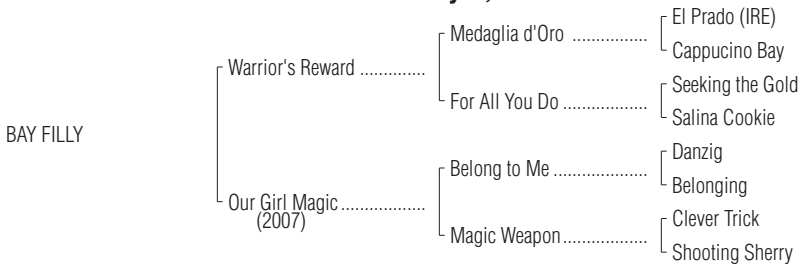 El Prado (IRE)
Medaglia d'Oro ................
Cappucino Bay
Warrior's Reward ..............
Seeking the Gold
For All You Do ..................
Salina Cookie
BAY FILLY
Danzig
Belong to Me ....................
Belonging
Our Girl Magic ..................
(2007)
Clever Trick
Magic Weapon..................
Shooting Sherry